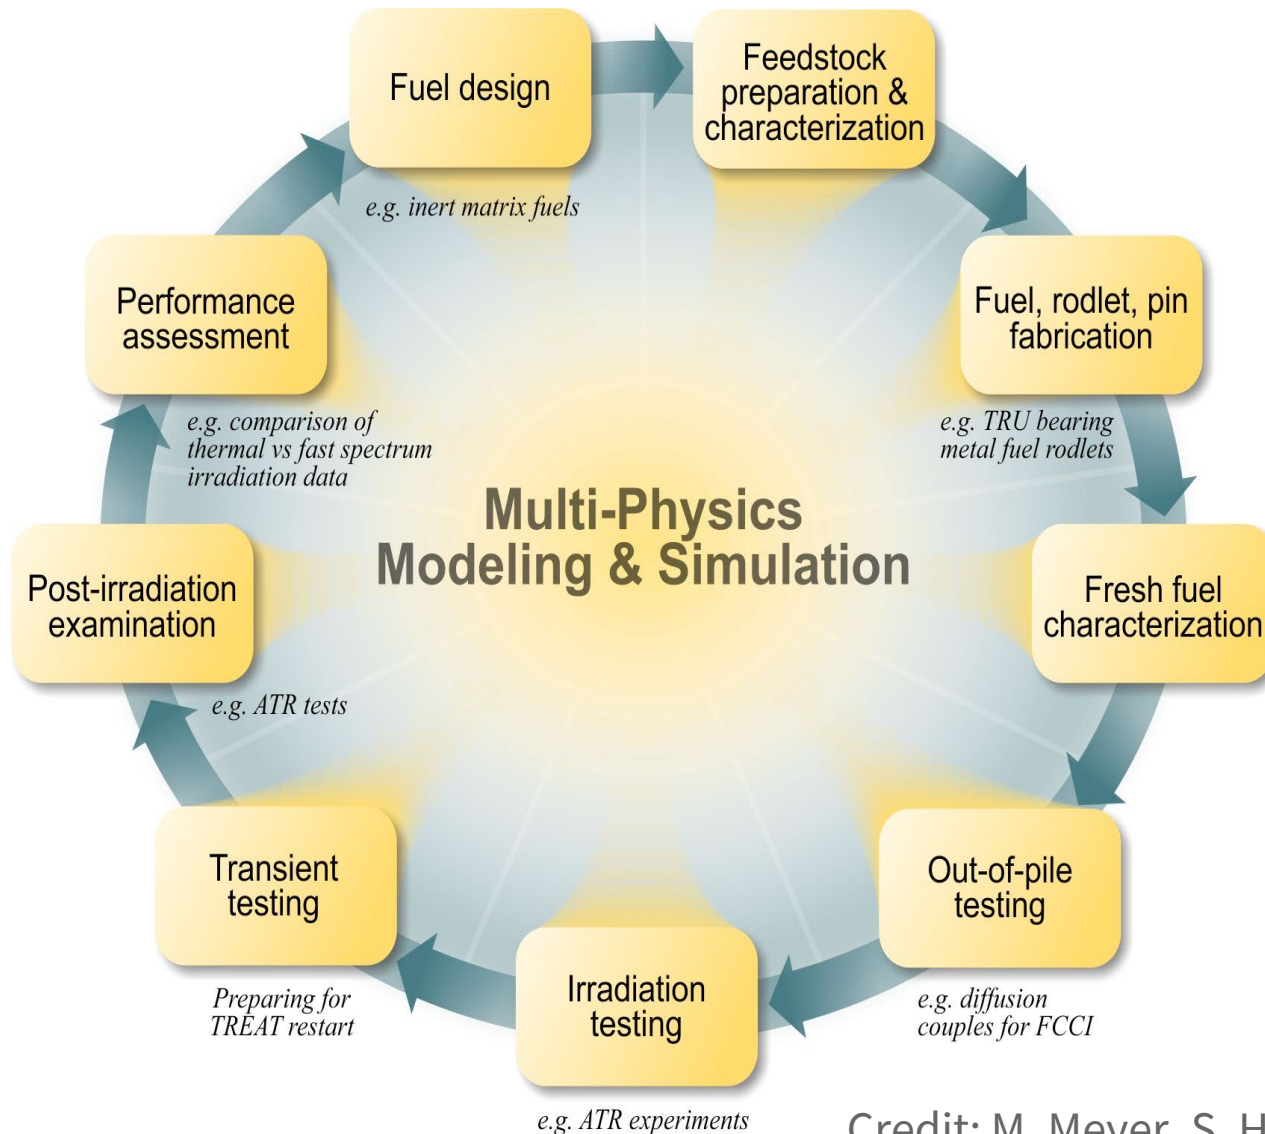 Fuel design
e.g. inert matrix fuels
Feedstock
preparation &
characterization
Fuel, rodlet, pin
fabrication
e.g. TRU bearing
metal fuel rodlets
Fresh fuel
characterization
Out-of-pile
testing
e.g. diffusion
couples for FCCI
Irradiation
testing
e.g. ATR experiments
Transient
testing
Preparing for
TREAT restart
Post-irradiation
examination
e.g. ATR tests
Performance
assessment
e.g. comparison of
thermal vs fast spectrum
irradiation data
Multi-Physics
Modeling & Simulation
Credit: M. Meyer, S. H